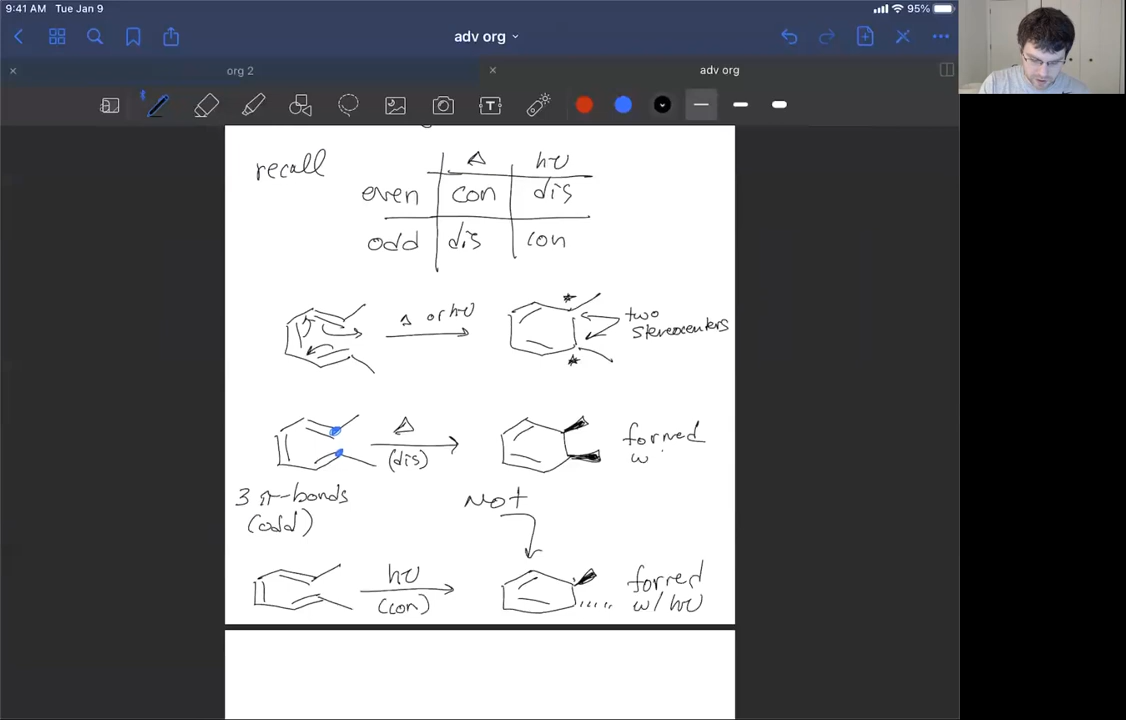 9:41 AM Tue Jan 9
95%
adv org
org 2
adv org
recall
Δ hν
even con dis
odd dis con
Δ or hν
two
stereocenters
Δ
(dis)
formed
w
3 π-bonds
(odd)
Not
hν
(con)
forred
w/ hν